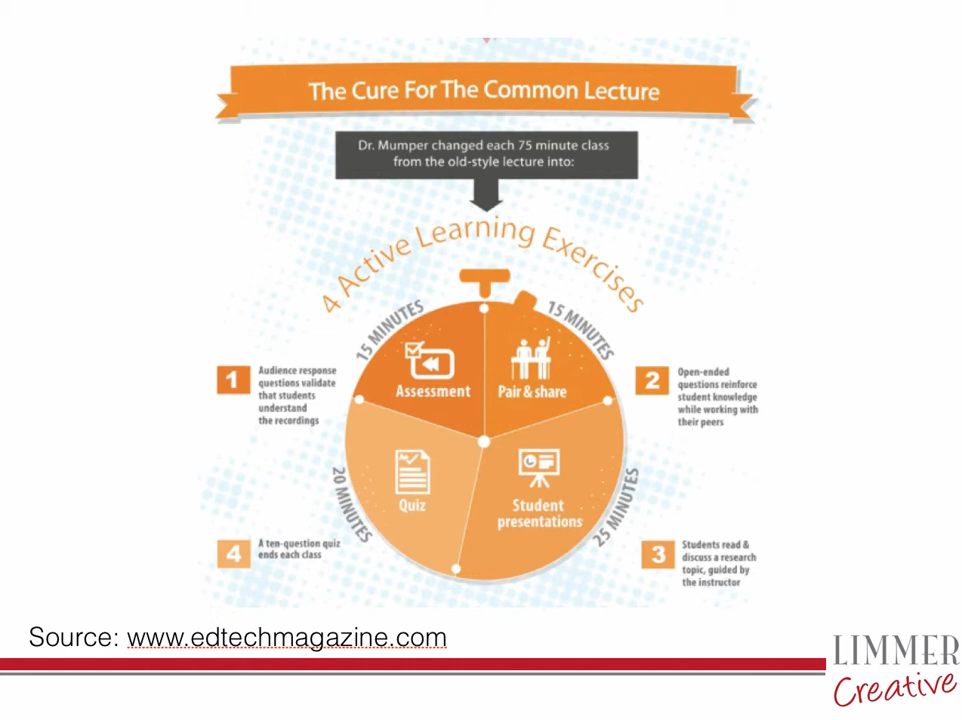 The Cure For The Common Lecture
Dr. Mumper changed each 75 minute class
from the old-style lecture into:
4 Active Learning Exercises
15 MINUTES
15 MINUTES
1
Audience response
questions validate
that students
understand
the recordings
Assessment
Pair & share
2
Open-ended
questions reinforce
student knowledge
while working with
their peers
20 MINUTES
Quiz
Student
presentations
25 MINUTES
4
A ten-question quiz
ends each class
3
Students read &
discuss a research
topic, guided by
the instructor
Source: www.edtechmagazine.com
LIMMER
Creative